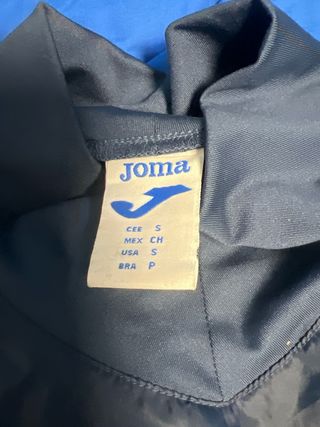 Joma
CEE S
MEX CH
USA S
BRA P